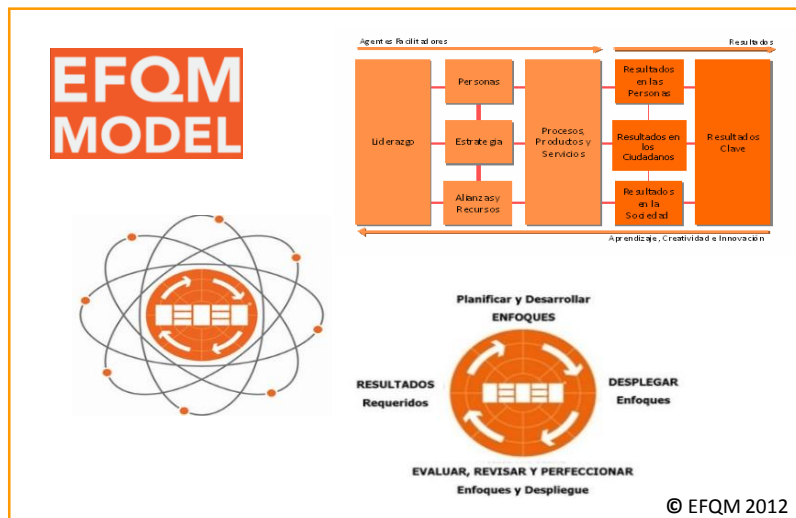 EFQM
MODEL
Agentes Facilitadores
Resultados
Liderazgo
Personas
Estrategia
Alianzas y
Recursos
Procesos,
Productos y
Servicios
Resultados
en las
Personas
Resultados en
los
Ciudadanos
Resultados
en la
Sociedad
Resultados
Clave
Aprendizaje, Creatividad e Innovación
Planificar y Desarrollar
ENFOQUES
RESULTADOS
Requeridos
DESPLEGAR
Enfoques
EVALUAR, REVISAR Y PERFECCIONAR
Enfoques y Despliegue
© EFQM 2012